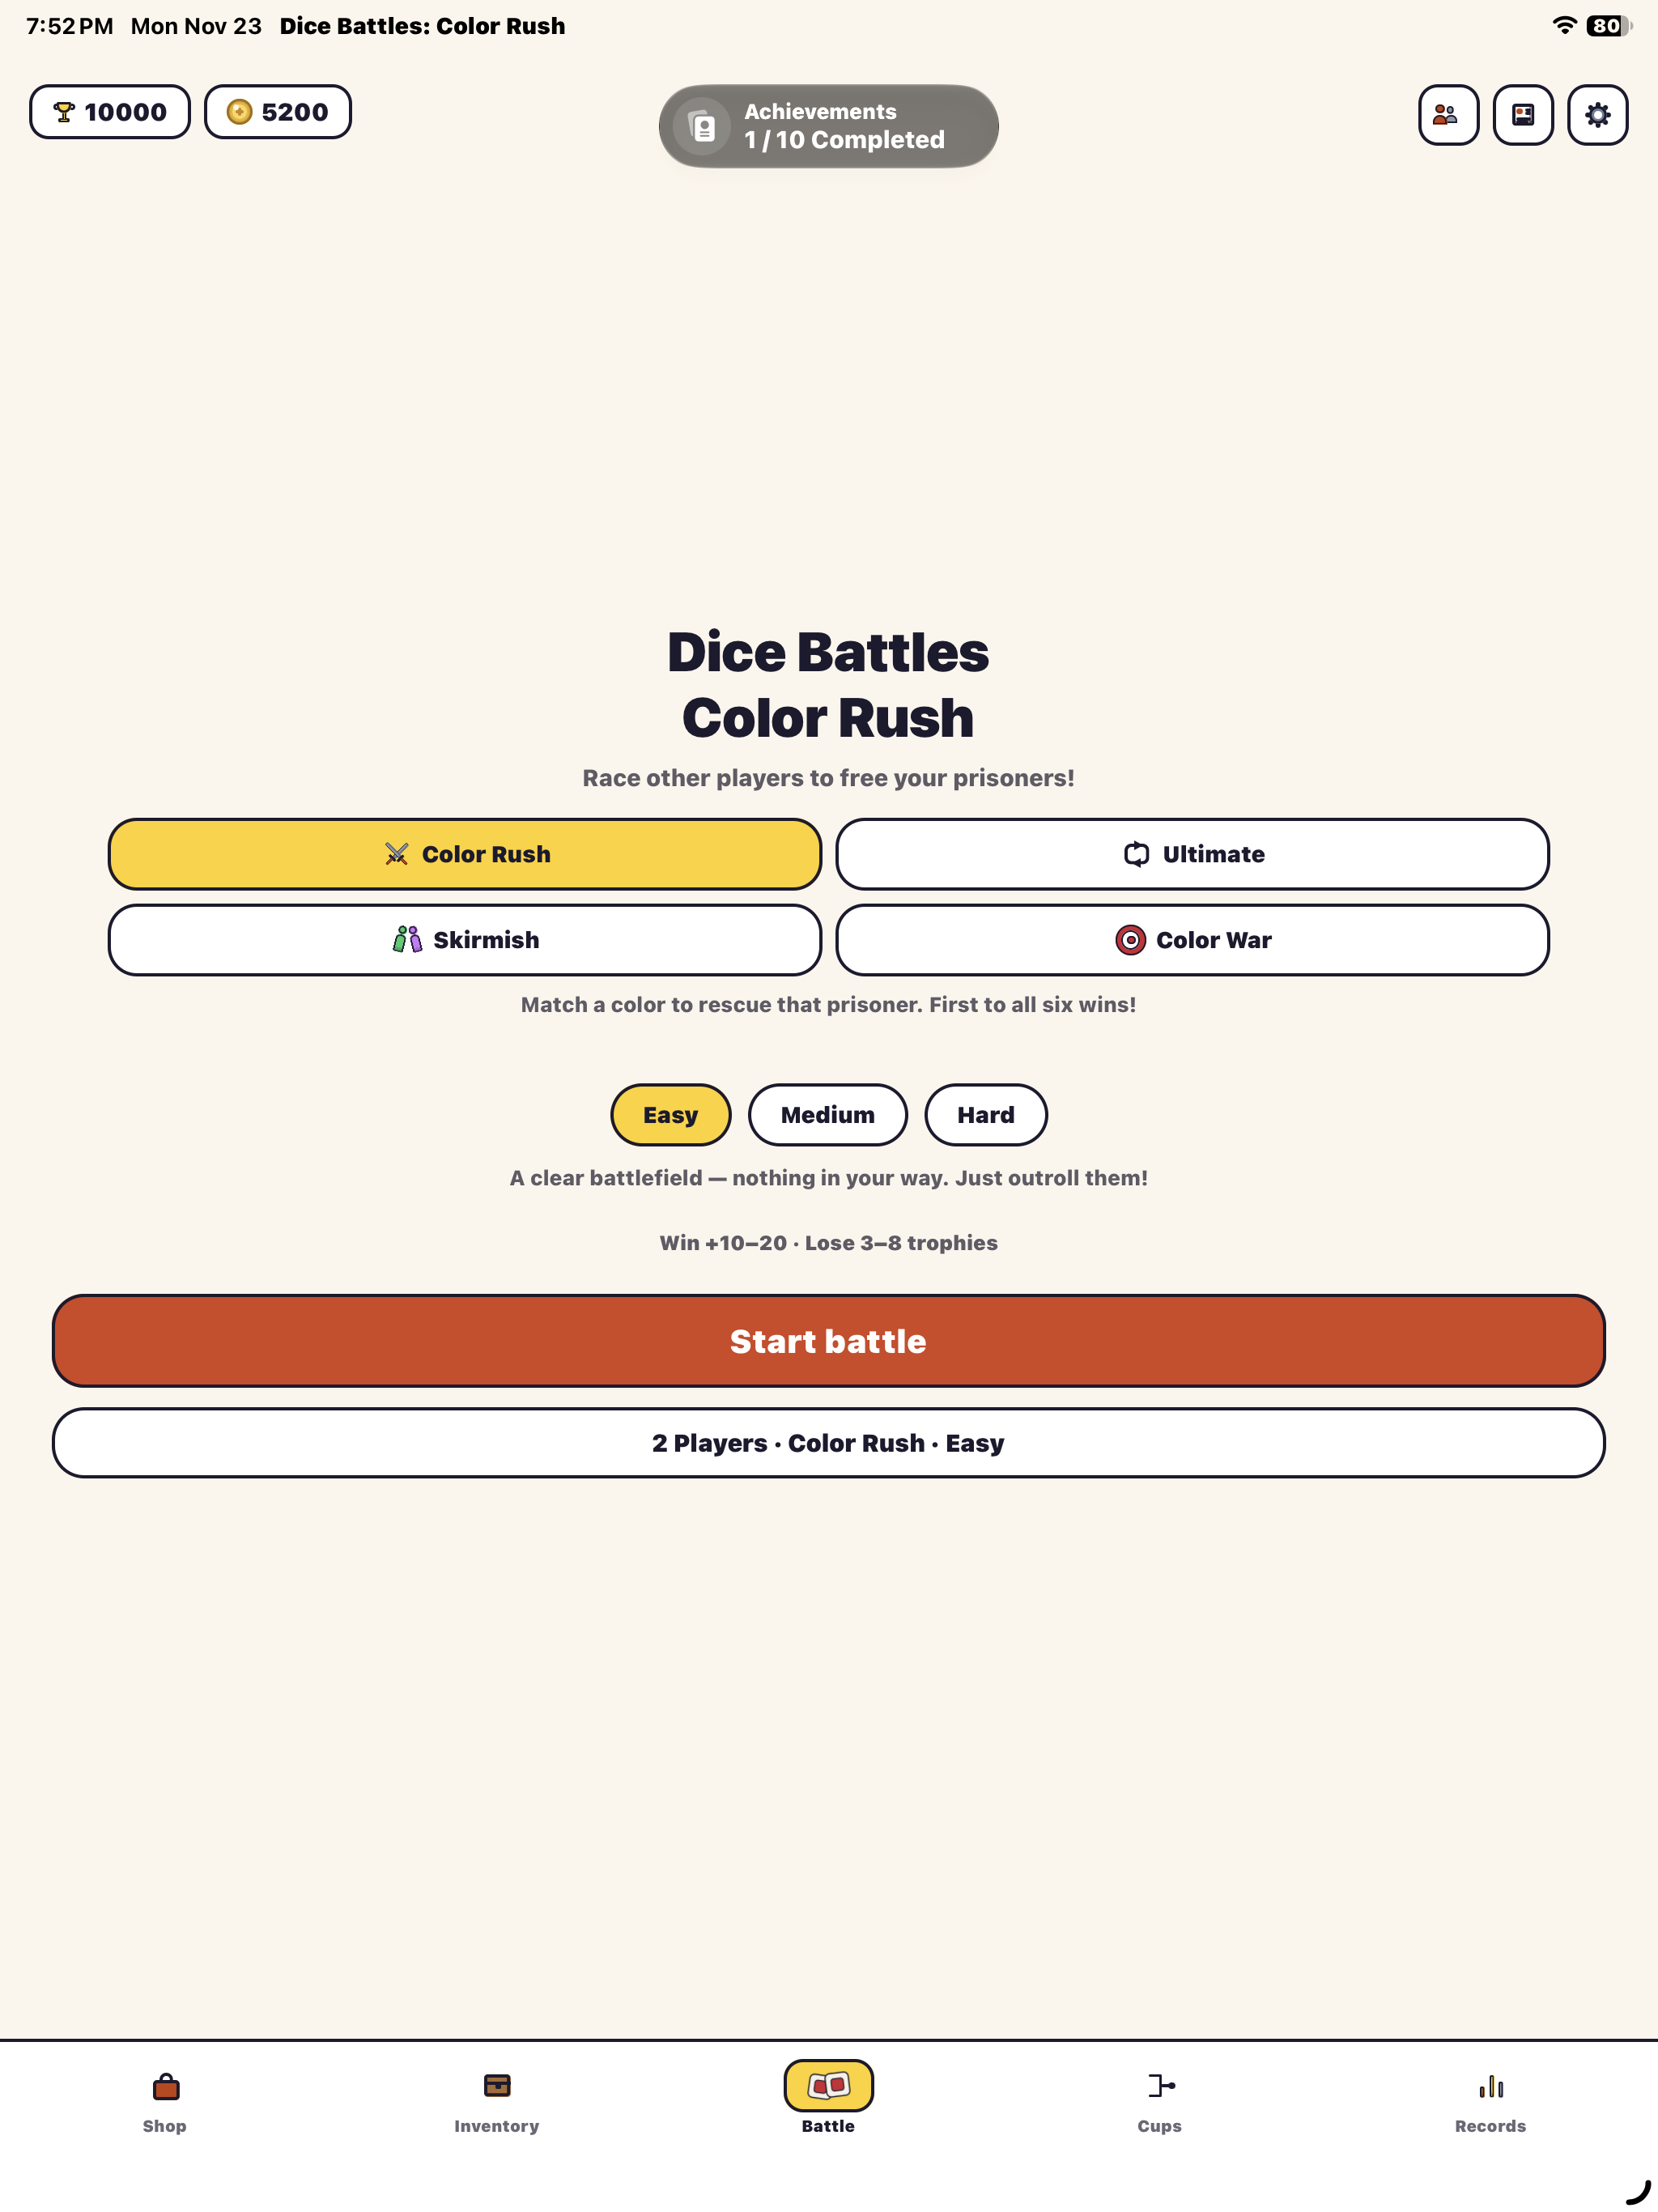 7:52 PM Mon Nov 23 Dice Battles: Color Rush
80
10000
5200
Achievements
1 / 10 Completed
Dice Battles
Color Rush
Race other players to free your prisoners!
Color Rush
Ultimate
Skirmish
Color War
Match a color to rescue that prisoner. First to all six wins!
Easy
Medium
Hard
A clear battlefield — nothing in your way. Just outroll them!
Win +10–20 · Lose 3–8 trophies
Start battle
2 Players · Color Rush · Easy
Shop
Inventory
Battle
Cups
Records